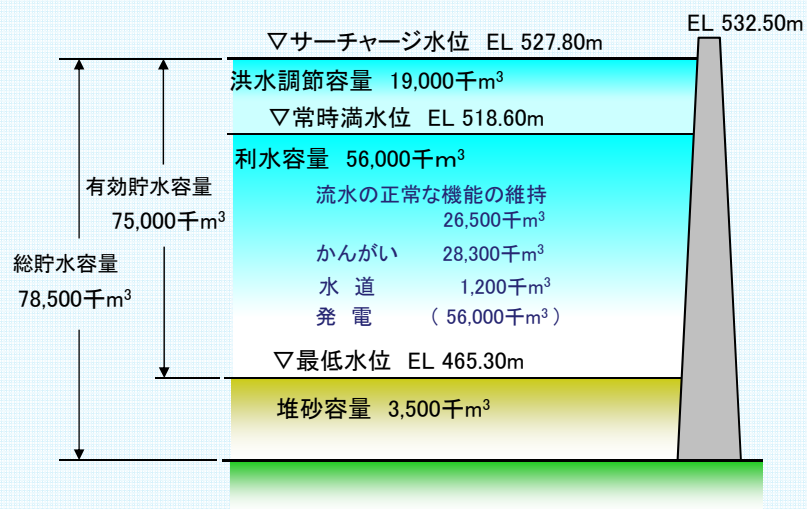 EL 532.50m
▽サーチャージ水位 EL 527.80m
洪水調節容量 19,000千m³
▽常時満水位 EL 518.60m
利水容量 56,000千m³
流水の正常な機能の維持
26,500千m³
かんがい 28,300千m³
水 道 1,200千m³
発 電 ( 56,000千m³ )
▽最低水位 EL 465.30m
堆砂容量 3,500千m³
有効貯水容量
75,000千m³
総貯水容量
78,500千m³